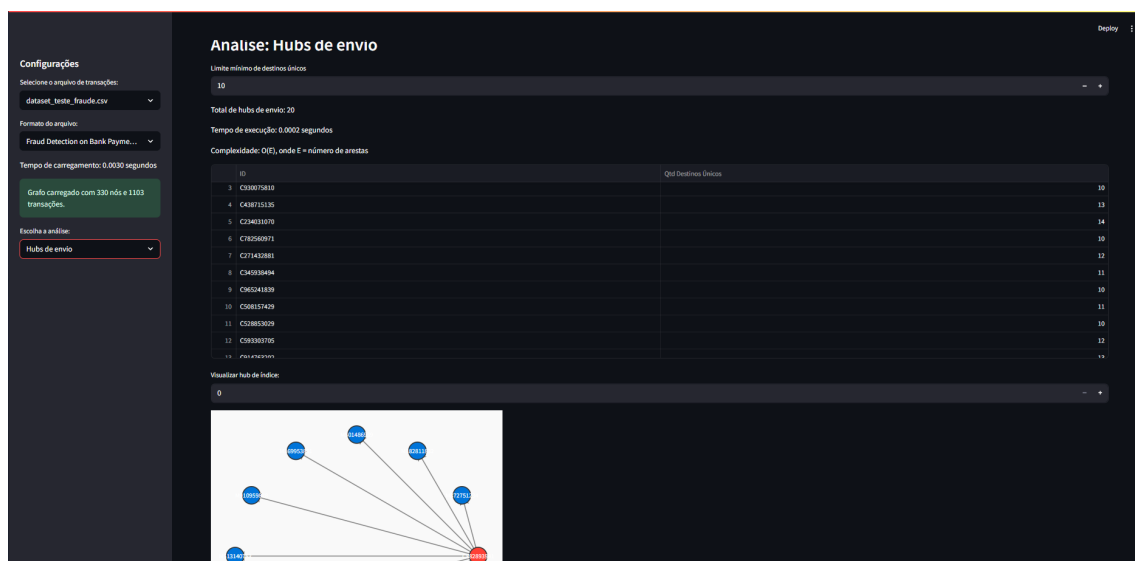 Deploy
Análise: Hubs de envio
Configurações
Selecione o arquivo de transações:
dataset_teste_fraude.csv
Formato do arquivo:
Fraud Detection on Bank Payme...
Tempo de carregamento: 0.0030 segundos
Grafo carregado com 330 nós e 1103
transações.
Escolha a análise:
Hubs de envio
Limite mínimo de destinos únicos
10
Total de hubs de envio: 20
Tempo de execução: 0.0002 segundos
Complexidade: O(E), onde E = número de arestas
ID Qtd Destinos Únicos
3 C930075810 10
4 C438715135 13
5 C234031070 14
6 C782560971 10
7 C271432881 12
8 C345938494 11
9 C965241839 10
10 C508157429 11
11 C528853029 10
12 C593303705 12
Visualizar hub de índice:
0